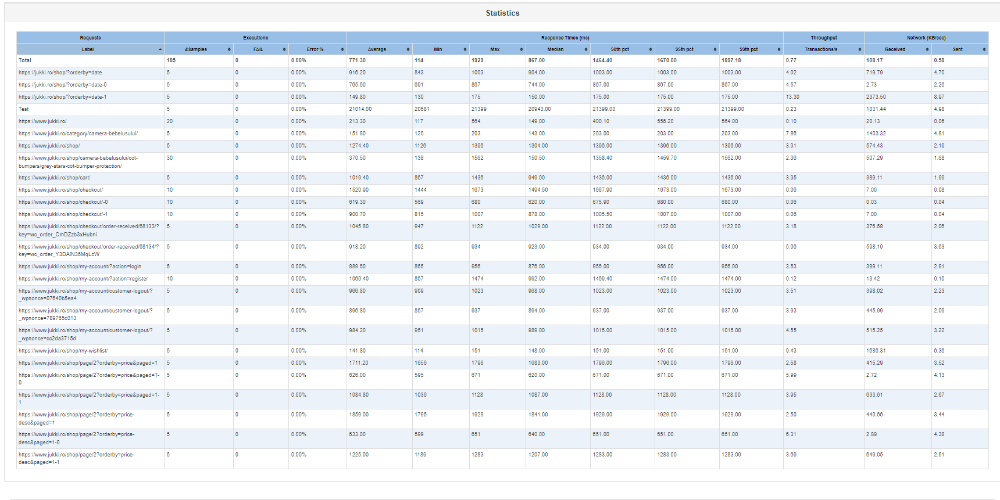 Statistics
Requests Executions Response Times (ms) Throughput Network (KB/sec)
Label #Samples FAIL Error % Average Min Max Median 90th pct 95th pct 99th pct Transactions/s Received Sent
Total 185 0 0.00% 771.30 114 1929 867.00 1464.40 1670.00 1897.18 0.77 108.17 0.58
https://jukki.ro/shop/?orderby=date 5 0 0.00% 916.20 843 1003 904.00 1003.00 1003.00 1003.00 4.02 719.79 4.70
https://jukki.ro/shop/?orderby=date-0 5 0 0.00% 765.60 691 867 744.00 867.00 867.00 867.00 4.57 2.73 2.26
https://jukki.ro/shop/?orderby=date-1 5 0 0.00% 149.80 130 175 150.00 175.00 175.00 175.00 13.30 2373.50 8.97
Test 5 0 0.00% 21014.00 20681 21399 20943.00 21399.00 21399.00 21399.00 0.23 1031.44 4.98
https://www.jukki.ro/ 20 0 0.00% 213.30 117 564 149.00 400.10 556.20 564.00 0.10 20.13 0.06
https://www.jukki.ro/category/camera-bebelusului/ 5 0 0.00% 151.80 120 203 143.00 203.00 203.00 203.00 7.86 1403.32 4.81
https://www.jukki.ro/shop/ 5 0 0.00% 1274.40 1126 1396 1304.00 1396.00 1396.00 1396.00 3.31 574.43 2.19
https://www.jukki.ro/shop/camera-bebelusului/cot- 30 0 0.00% 370.50 138 1562 150.50 1358.40 1459.70 1562.00 2.36 507.29 1.68
bumpers/grey-stars-cot-bumper-protection/
https://www.jukki.ro/shop/cart/ 5 0 0.00% 1019.40 867 1436 949.00 1436.00 1436.00 1436.00 3.35 389.11 1.99
https://www.jukki.ro/shop/checkout/ 10 0 0.00% 1520.90 1444 1673 1494.50 1667.90 1673.00 1673.00 0.06 7.00 0.08
https://www.jukki.ro/shop/checkout/-0 10 0 0.00% 619.30 569 680 620.00 675.90 680.00 680.00 0.06 0.03 0.04
https://www.jukki.ro/shop/checkout/-1 10 0 0.00% 900.70 815 1007 878.00 1005.50 1007.00 1007.00 0.06 7.00 0.04
https://www.jukki.ro/shop/checkout/order-received/68133/? 5 0 0.00% 1045.80 947 1122 1029.00 1122.00 1122.00 1122.00 3.18 376.58 2.06
key=wc_order_CmDZzb3xHubni
https://www.jukki.ro/shop/checkout/order-received/68134/? 5 0 0.00% 918.20 892 934 923.00 934.00 934.00 934.00 5.06 598.10 3.63
key=wc_order_Y3DAlN36MqLcW
https://www.jukki.ro/shop/my-account/?action=login 5 0 0.00% 889.60 865 956 876.00 956.00 956.00 956.00 3.53 399.11 2.91
https://www.jukki.ro/shop/my-account/?action=register 10 0 0.00% 1060.40 867 1474 992.00 1469.40 1474.00 1474.00 0.12 13.42 0.10
https://www.jukki.ro/shop/my-account/customer-logout/? 5 0 0.00% 966.80 909 1023 968.00 1023.00 1023.00 1023.00 3.51 398.02 2.23
_wpnonce=07640b5ea4
https://www.jukki.ro/shop/my-account/customer-logout/? 5 0 0.00% 896.80 857 937 894.00 937.00 937.00 937.00 3.93 445.99 2.09
_wpnonce=789765c013
https://www.jukki.ro/shop/my-account/customer-logout/? 5 0 0.00% 984.20 951 1015 989.00 1015.00 1015.00 1015.00 4.55 515.25 3.22
_wpnonce=cc2da3715d
https://www.jukki.ro/shop/my-wishlist/ 5 0 0.00% 141.80 114 151 148.00 151.00 151.00 151.00 9.43 1686.31 6.36
https://www.jukki.ro/shop/page/2?orderby=price&paged=1 5 0 0.00% 1711.20 1656 1796 1683.00 1796.00 1796.00 1796.00 2.58 415.29 3.52
https://www.jukki.ro/shop/page/2?orderby=price&paged=1- 5 0 0.00% 626.00 595 671 620.00 671.00 671.00 671.00 5.99 2.72 4.13
0
https://www.jukki.ro/shop/page/2?orderby=price&paged=1- 5 0 0.00% 1084.80 1036 1128 1087.00 1128.00 1128.00 1128.00 3.95 633.61 2.67
1
https://www.jukki.ro/shop/page/2?orderby=price- 5 0 0.00% 1859.00 1795 1929 1841.00 1929.00 1929.00 1929.00 2.50 440.66 3.44
desc&paged=1
https://www.jukki.ro/shop/page/2?orderby=price- 5 0 0.00% 633.00 599 651 640.00 651.00 651.00 651.00 6.31 2.89 4.38
desc&paged=1-0
https://www.jukki.ro/shop/page/2?orderby=price- 5 0 0.00% 1225.00 1189 1283 1207.00 1283.00 1283.00 1283.00 3.69 649.05 2.51
desc&paged=1-1